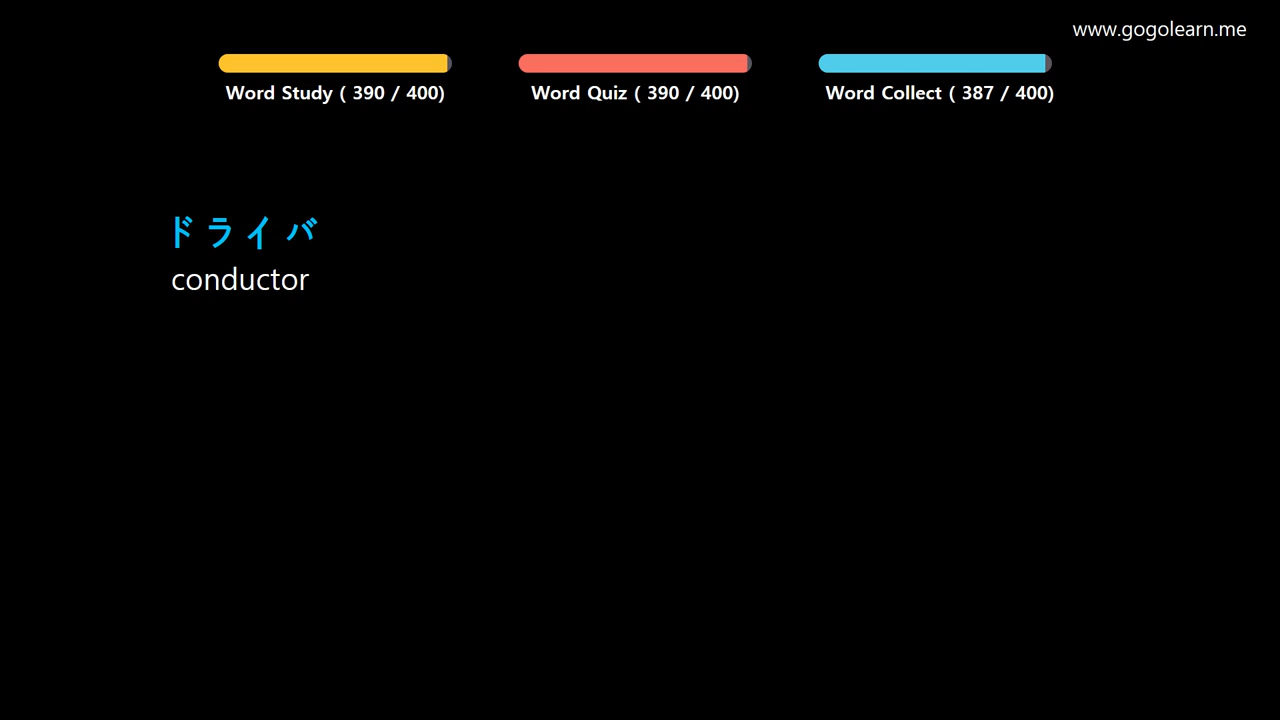 www.gogolearn.me
Word Study ( 390 / 400)
Word Quiz ( 390 / 400)
Word Collect ( 387 / 400)
ドライバ
conductor